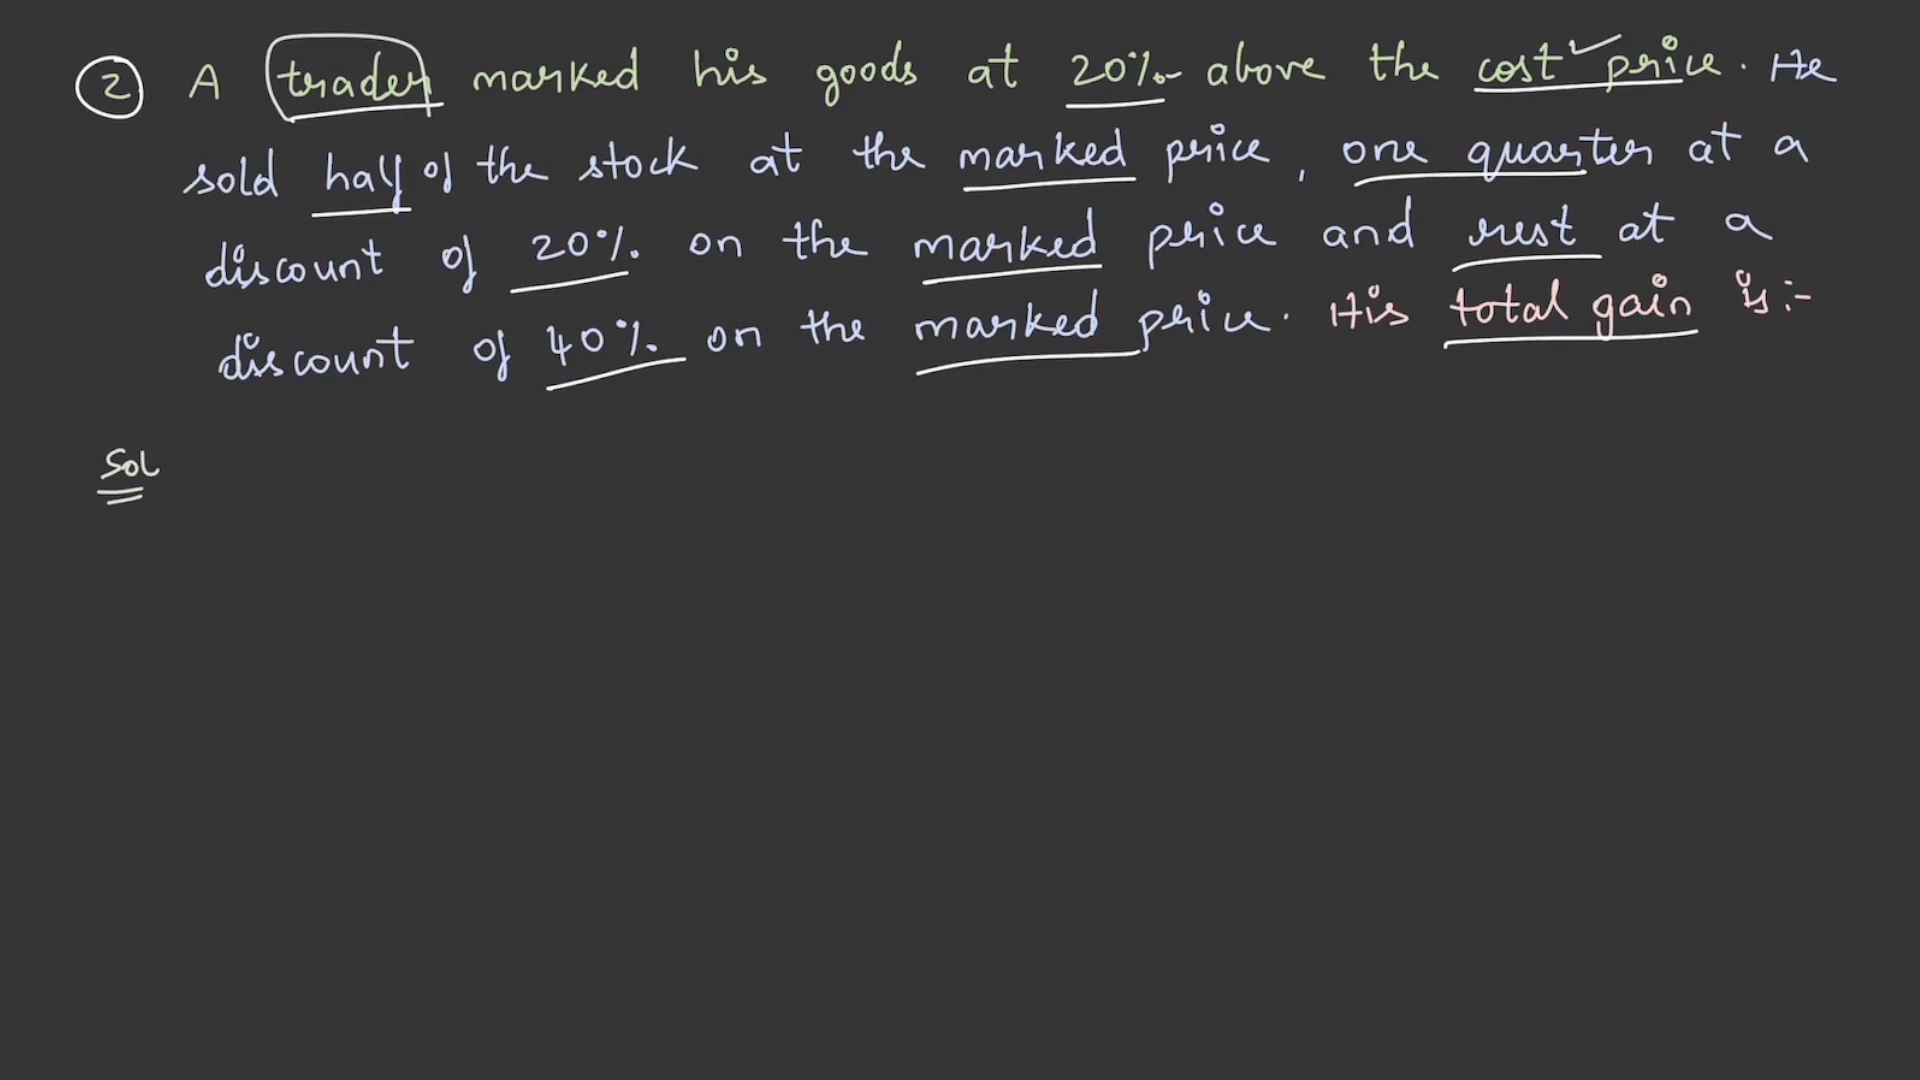 2 A trader marked his goods at 20% above the cost price. He
sold half of the stock at the marked price, one quarter at a
discount of 20% on the marked price and rest at a
discount of 40% on the marked price. His total gain is :-
Sol